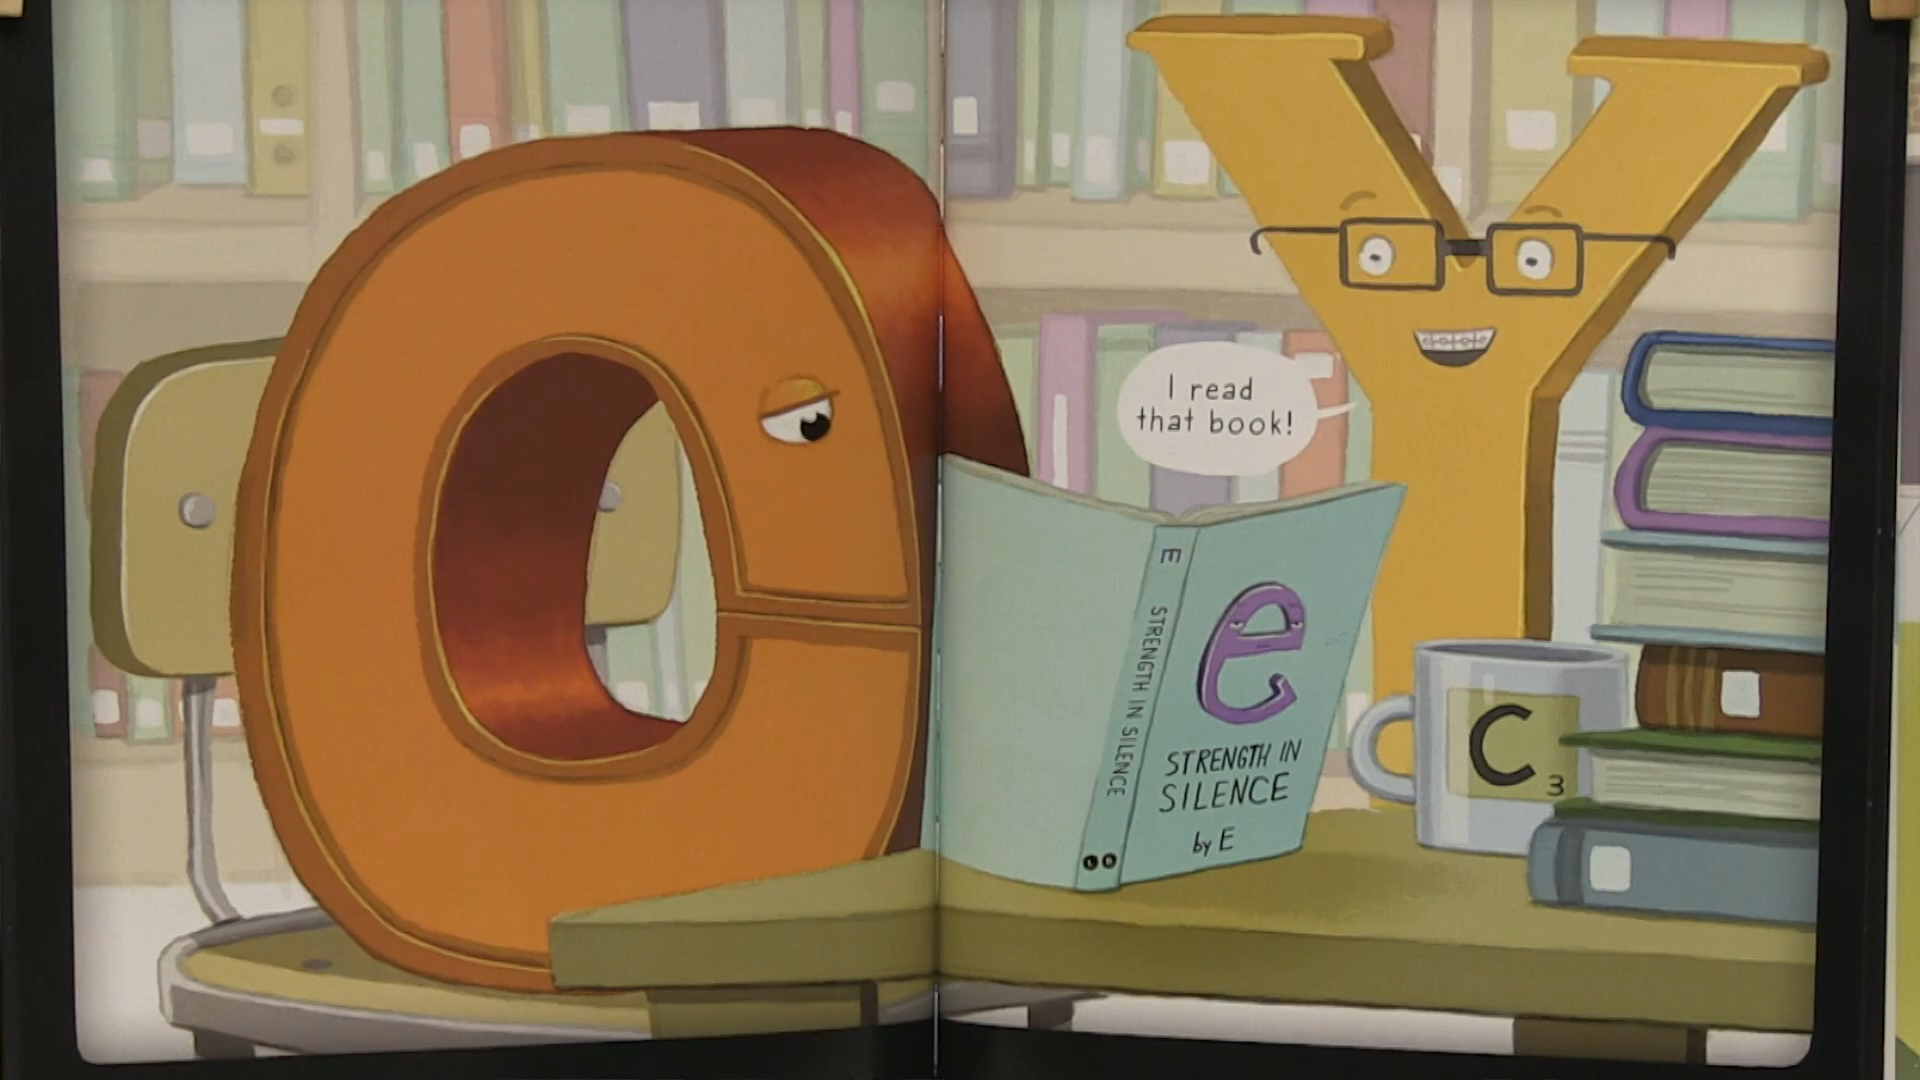 I read
that book!
E STRENGTH IN SILENCE
e
STRENGTH IN
SILENCE
by E
C
3